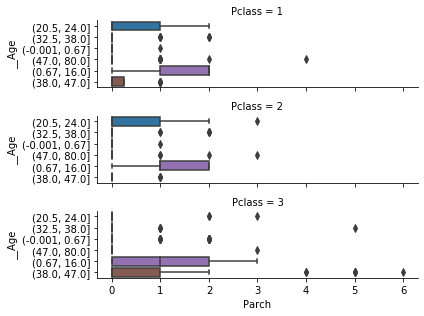 Pclass = 1
__Age
(20.5, 24.0]
(32.5, 38.0]
(-0.001, 0.67]
(47.0, 80.0]
(0.67, 16.0]
(38.0, 47.0]
Pclass = 2
__Age
(20.5, 24.0]
(32.5, 38.0]
(-0.001, 0.67]
(47.0, 80.0]
(0.67, 16.0]
(38.0, 47.0]
Pclass = 3
__Age
(20.5, 24.0]
(32.5, 38.0]
(-0.001, 0.67]
(47.0, 80.0]
(0.67, 16.0]
(38.0, 47.0]
0 1 2 3 4 5 6
Parch